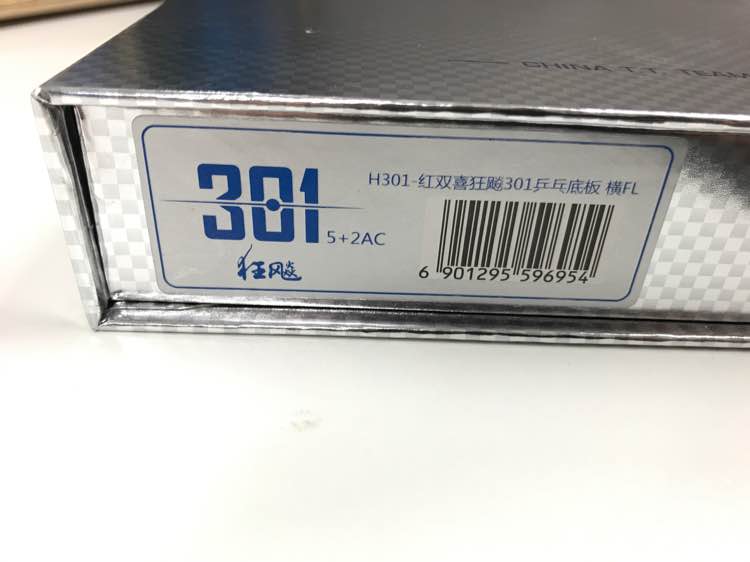 CHINA T.T. TEAM
H301-红双喜狂飚301乒乓底板 横FL
301
5+2AC
狂飚
6 901295 596954